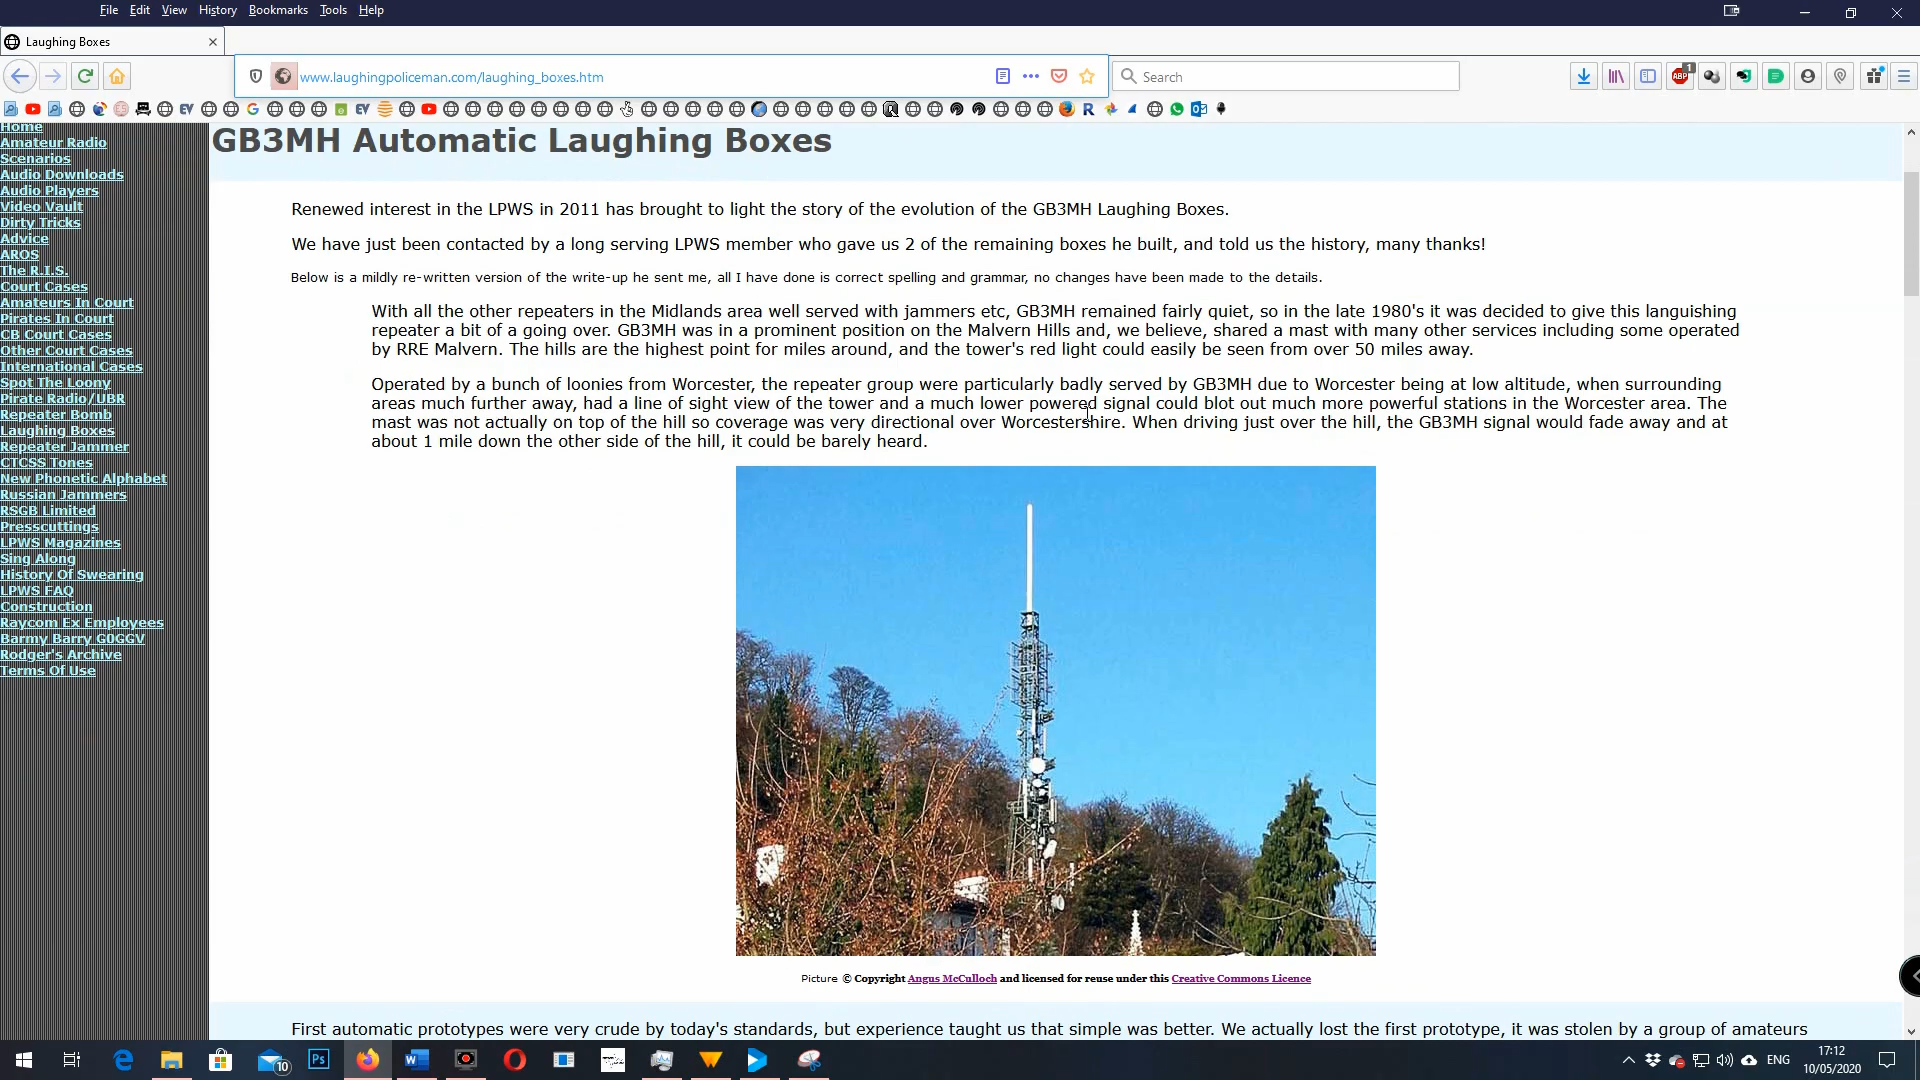 File Edit View History Bookmarks Tools Help
Laughing Boxes
www.laughingpoliceman.com/laughing_boxes.htm
Search
ABP
1
Home
Amateur Radio
Scenarios
Audio Downloads
Audio Players
Video Vault
Dirty Tricks
Advice
AROS
The R.I.S.
Court Cases
Amateurs In Court
Pirates In Court
CB Court Cases
Other Court Cases
International Cases
Spot The Loony
Pirate Radio/UBR
Repeater Bomb
Laughing Boxes
Repeater Jammer
CTCSS Tones
New Phonetic Alphabet
Russian Jammers
RSGB Limited
Presscuttings
LPWS Magazines
Sing Along
History Of Swearing
LPWS FAQ
Construction
Raycom Ex Employees
Barmy Barry G0GGV
Rodger's Archive
Terms Of Use
GB3MH Automatic Laughing Boxes
Renewed interest in the LPWS in 2011 has brought to light the story of the evolution of the GB3MH Laughing Boxes.
We have just been contacted by a long serving LPWS member who gave us 2 of the remaining boxes he built, and told us the history, many thanks!
Below is a mildly re-written version of the write-up he sent me, all I have done is correct spelling and grammar, no changes have been made to the details.
With all the other repeaters in the Midlands area well served with jammers etc, GB3MH remained fairly quiet, so in the late 1980's it was decided to give this languishing
repeater a bit of a going over. GB3MH was in a prominent position on the Malvern Hills and, we believe, shared a mast with many other services including some operated
by RRE Malvern. The hills are the highest point for miles around, and the tower's red light could easily be seen from over 50 miles away.
Operated by a bunch of loonies from Worcester, the repeater group were particularly badly served by GB3MH due to Worcester being at low altitude, when surrounding
areas much further away, had a line of sight view of the tower and a much lower powered signal could blot out much more powerful stations in the Worcester area. The
mast was not actually on top of the hill so coverage was very directional over Worcestershire. When driving just over the hill, the GB3MH signal would fade away and at
about 1 mile down the other side of the hill, it could be barely heard.
Picture © Copyright Angus McCulloch and licensed for reuse under this Creative Commons Licence
First automatic prototypes were very crude by today's standards, but experience taught us that simple was better. We actually lost the first prototype, it was stolen by a group of amateurs
10
Ps
ENG
17:12
10/05/2020